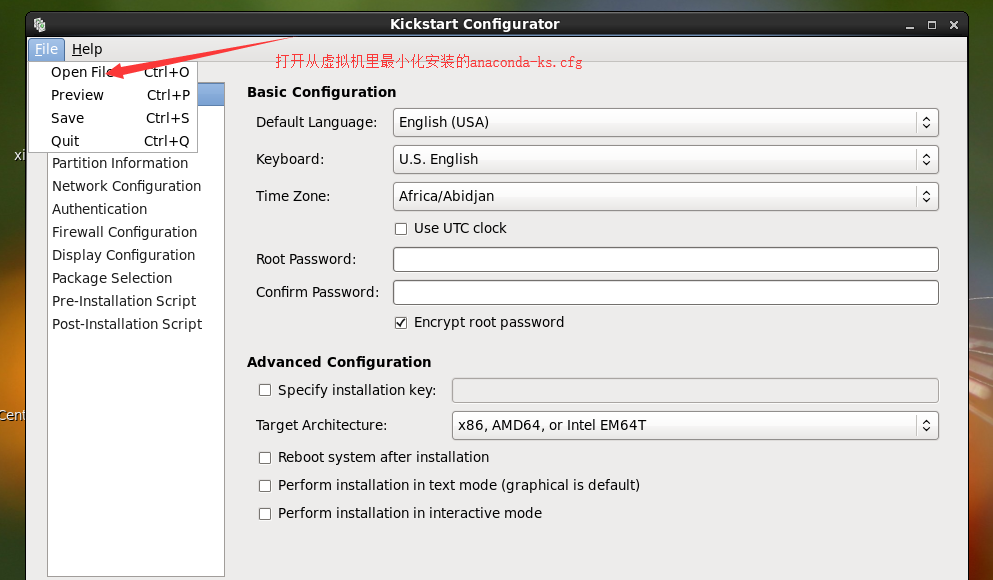 Kickstart Configurator
File Help
打开从虚拟机里最小化安装的anaconda-ks.cfg
Open File Ctrl+O
Preview Ctrl+P
Save Ctrl+S
Quit Ctrl+Q
Partition Information
Network Configuration
Authentication
Firewall Configuration
Display Configuration
Package Selection
Pre-Installation Script
Post-Installation Script
Basic Configuration
Default Language: English (USA)
Keyboard: U.S. English
Time Zone: Africa/Abidjan
Use UTC clock
Root Password:
Confirm Password:
Encrypt root password
Advanced Configuration
Specify installation key:
Target Architecture: x86, AMD64, or Intel EM64T
Reboot system after installation
Perform installation in text mode (graphical is default)
Perform installation in interactive mode
xi
Cent